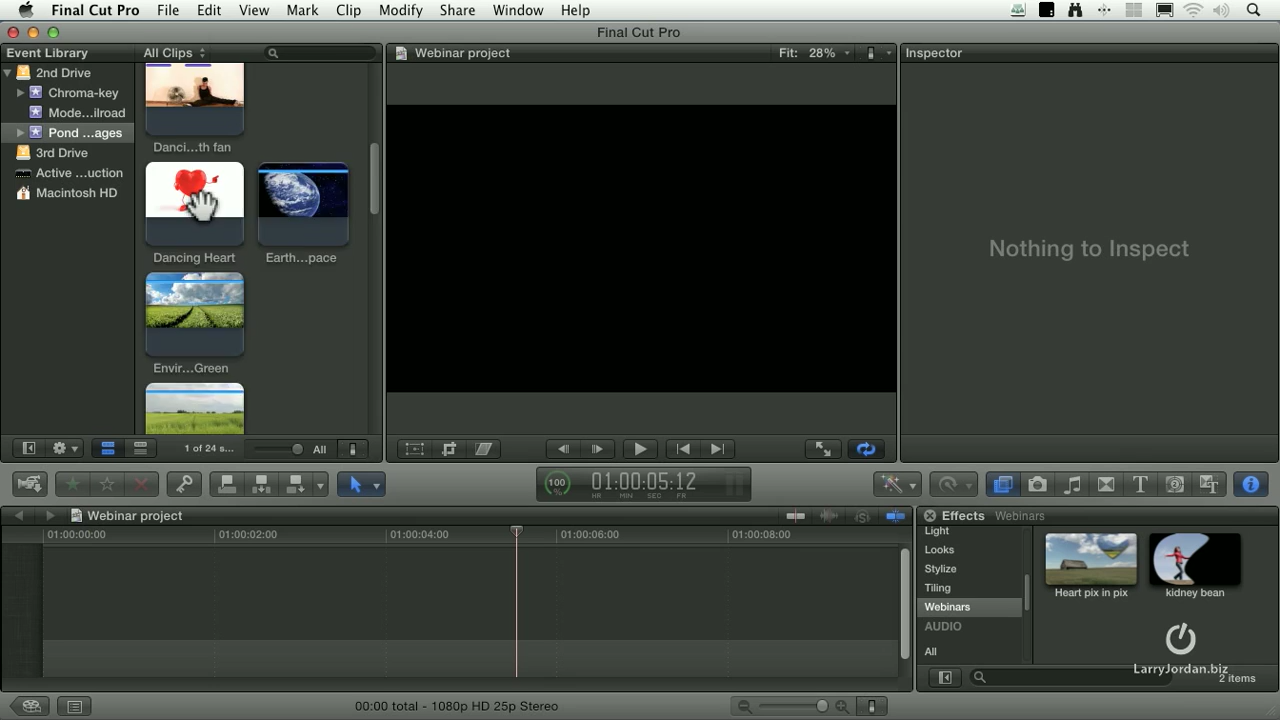 Final Cut Pro File Edit View Mark Clip Modify Share Window Help
Final Cut Pro
Event Library
All Clips
Webinar project
Fit: 28%
Inspector
2nd Drive
Chroma-key
Mode...ilroad
Pond ...ages
3rd Drive
Active ...uction
Macintosh HD
Danci...th fan
Dancing Heart
Earth...pace
Envir...Green
Nothing to Inspect
1 of 24 s...
All
100
%
01:00:05:12
HR MIN SEC FR
Webinar project
01:00:00:00
01:00:02:00
01:00:04:00
01:00:06:00
01:00:08:00
Effects
Webinars
Light
Looks
Stylize
Tiling
Webinars
AUDIO
All
Heart pix in pix
kidney bean
LarryJordan.biz
2 items
00:00 total - 1080p HD 25p Stereo